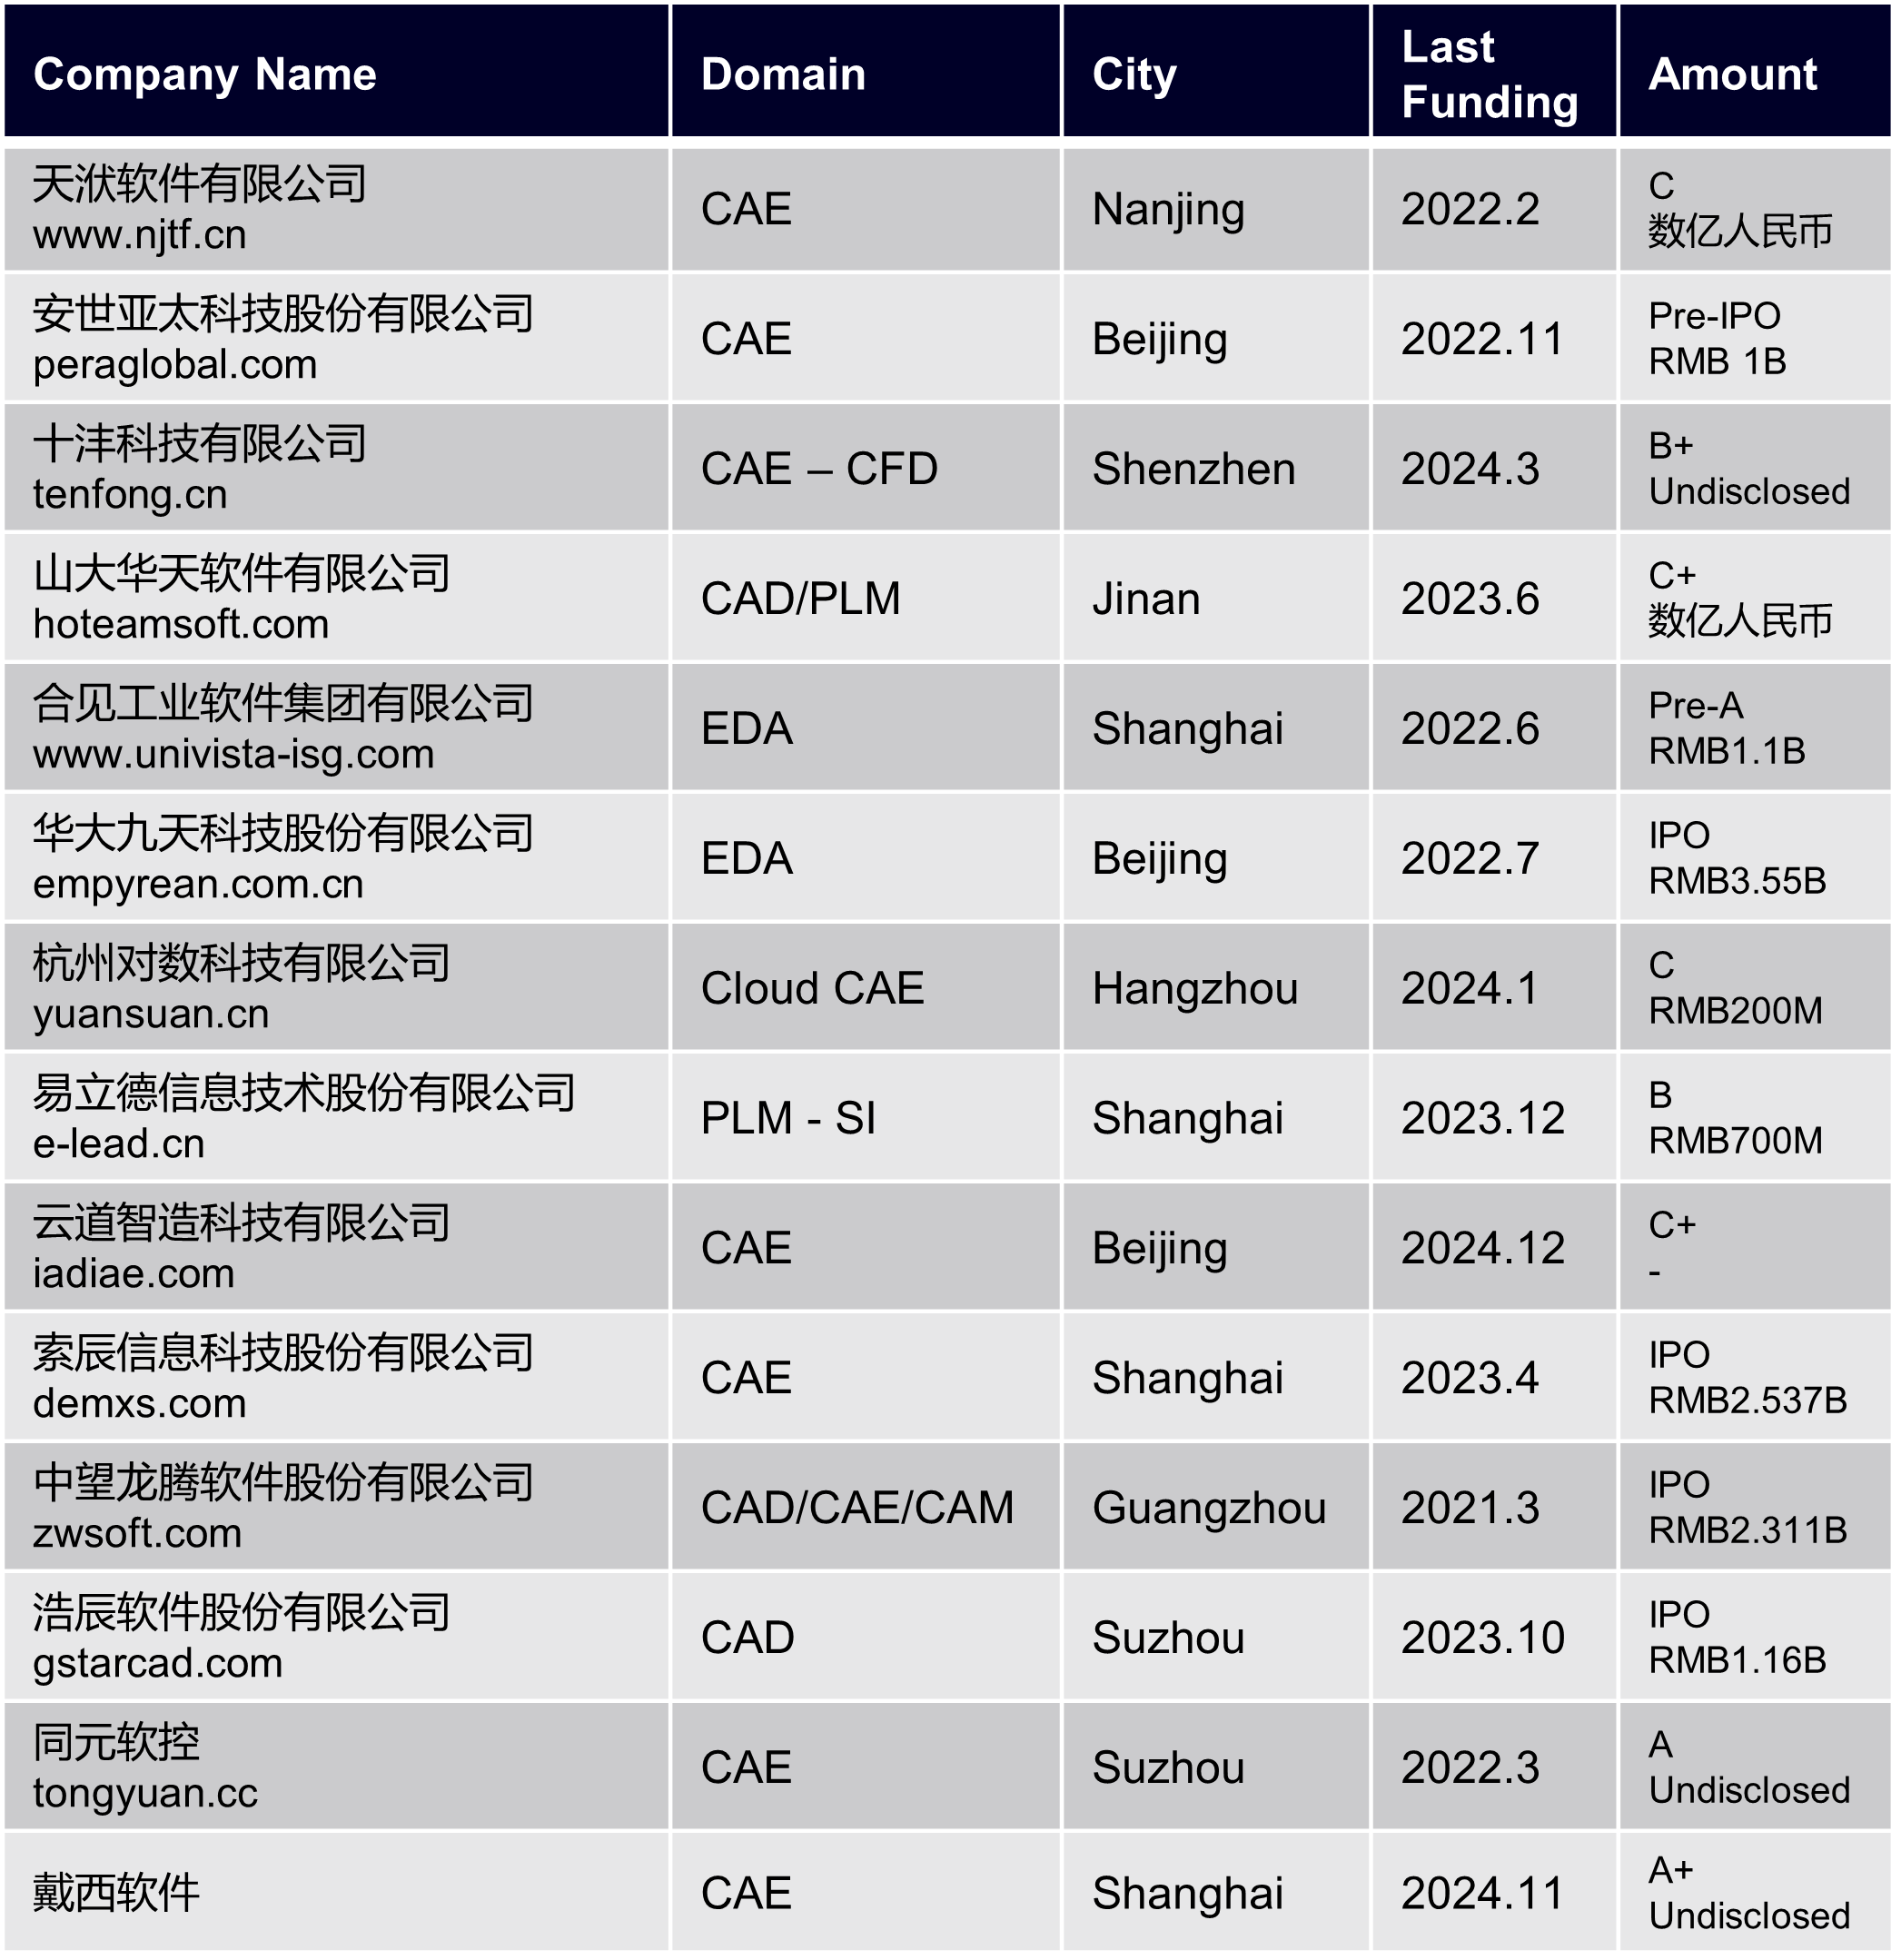 Company Name
Domain
City
Last
Funding
Amount
天洑软件有限公司
www.njtf.cn
CAE
Nanjing
2022.2
C
数亿人民币
安世亚太科技股份有限公司
peraglobal.com
CAE
Beijing
2022.11
Pre-IPO
RMB 1B
十沣科技有限公司
tenfong.cn
CAE – CFD
Shenzhen
2024.3
B+
Undisclosed
山大华天软件有限公司
hoteamsoft.com
CAD/PLM
Jinan
2023.6
C+
数亿人民币
合见工业软件集团有限公司
www.univista-isg.com
EDA
Shanghai
2022.6
Pre-A
RMB1.1B
华大九天科技股份有限公司
empyrean.com.cn
EDA
Beijing
2022.7
IPO
RMB3.55B
杭州对数科技有限公司
yuansuan.cn
Cloud CAE
Hangzhou
2024.1
C
RMB200M
易立德信息技术股份有限公司
e-lead.cn
PLM - SI
Shanghai
2023.12
B
RMB700M
云道智造科技有限公司
iadiae.com
CAE
Beijing
2024.12
C+
-
索辰信息科技股份有限公司
demxs.com
CAE
Shanghai
2023.4
IPO
RMB2.537B
中望龙腾软件股份有限公司
zwsoft.com
CAD/CAE/CAM
Guangzhou
2021.3
IPO
RMB2.311B
浩辰软件股份有限公司
gstarcad.com
CAD
Suzhou
2023.10
IPO
RMB1.16B
同元软控
tongyuan.cc
CAE
Suzhou
2022.3
A
Undisclosed
戴西软件
CAE
Shanghai
2024.11
A+
Undisclosed